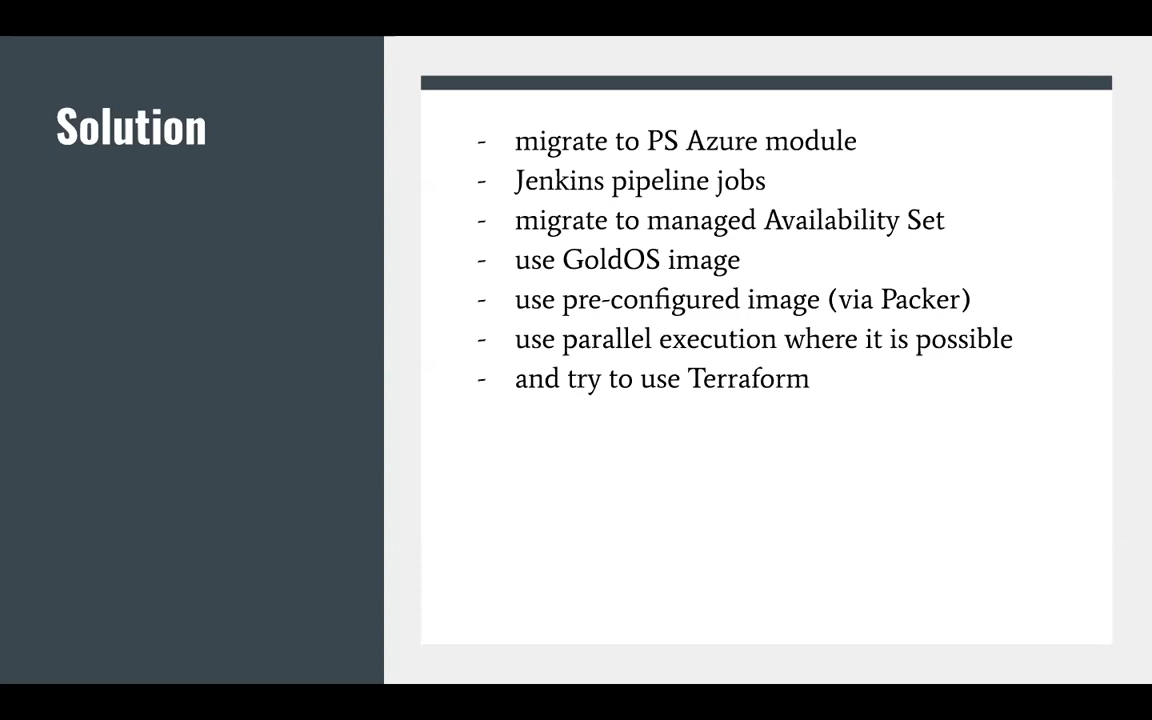 Solution
- migrate to PS Azure module
- Jenkins pipeline jobs
- migrate to managed Availability Set
- use GoldOS image
- use pre-configured image (via Packer)
- use parallel execution where it is possible
- and try to use Terraform